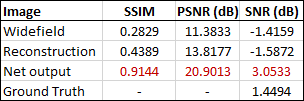 Image SSIM PSNR (dB) SNR (dB)
Widefield 0.2829 11.3833 -1.4159
Reconstruction 0.4389 13.8177 -1.5872
Net output 0.9144 20.9013 3.0533
Ground Truth - - 1.4494